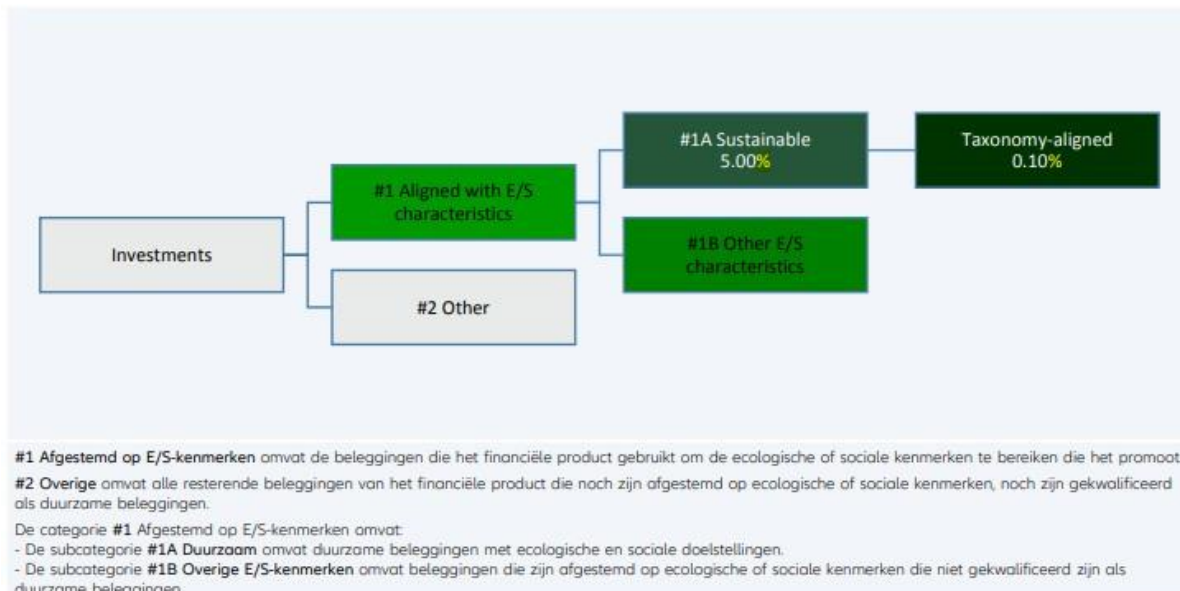 #1A Sustainable
5.00%
Taxonomy-aligned
0.10%
#1 Aligned with E/S
characteristics
Investments
#1B Other E/S
characteristics
#2 Other
#1 Afgestemd op E/S-kenmerken omvat de beleggingen die het financiële product gebruikt om de ecologische of sociale kenmerken te bereiken die het promoot
#2 Overige omvat alle resterende beleggingen van het financiële product die noch zijn afgestemd op ecologische of sociale kenmerken, noch zijn gekwalificeerd
als duurzame beleggingen.
De categorie #1 Afgestemd op E/S-kenmerken omvat:
- De subcategorie #1A Duurzaam omvat duurzame beleggingen met ecologische en sociale doelstellingen.
- De subcategorie #1B Overige E/S-kenmerken omvat beleggingen die zijn afgestemd op ecologische of sociale kenmerken die niet gekwalificeerd zijn als
duurzame beleggingen